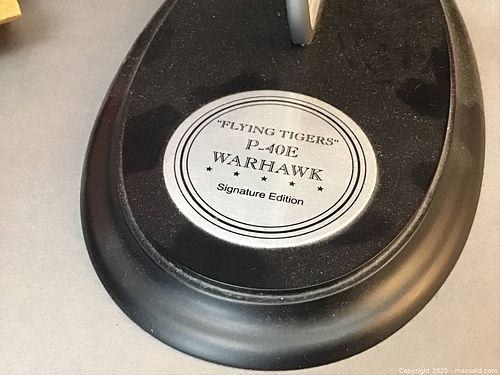 "FLYING TIGERS"
P-40E
WARHAWK
★ ★ ★ ★ ★
Signature Edition
Copyright 2025 - maxsold.com